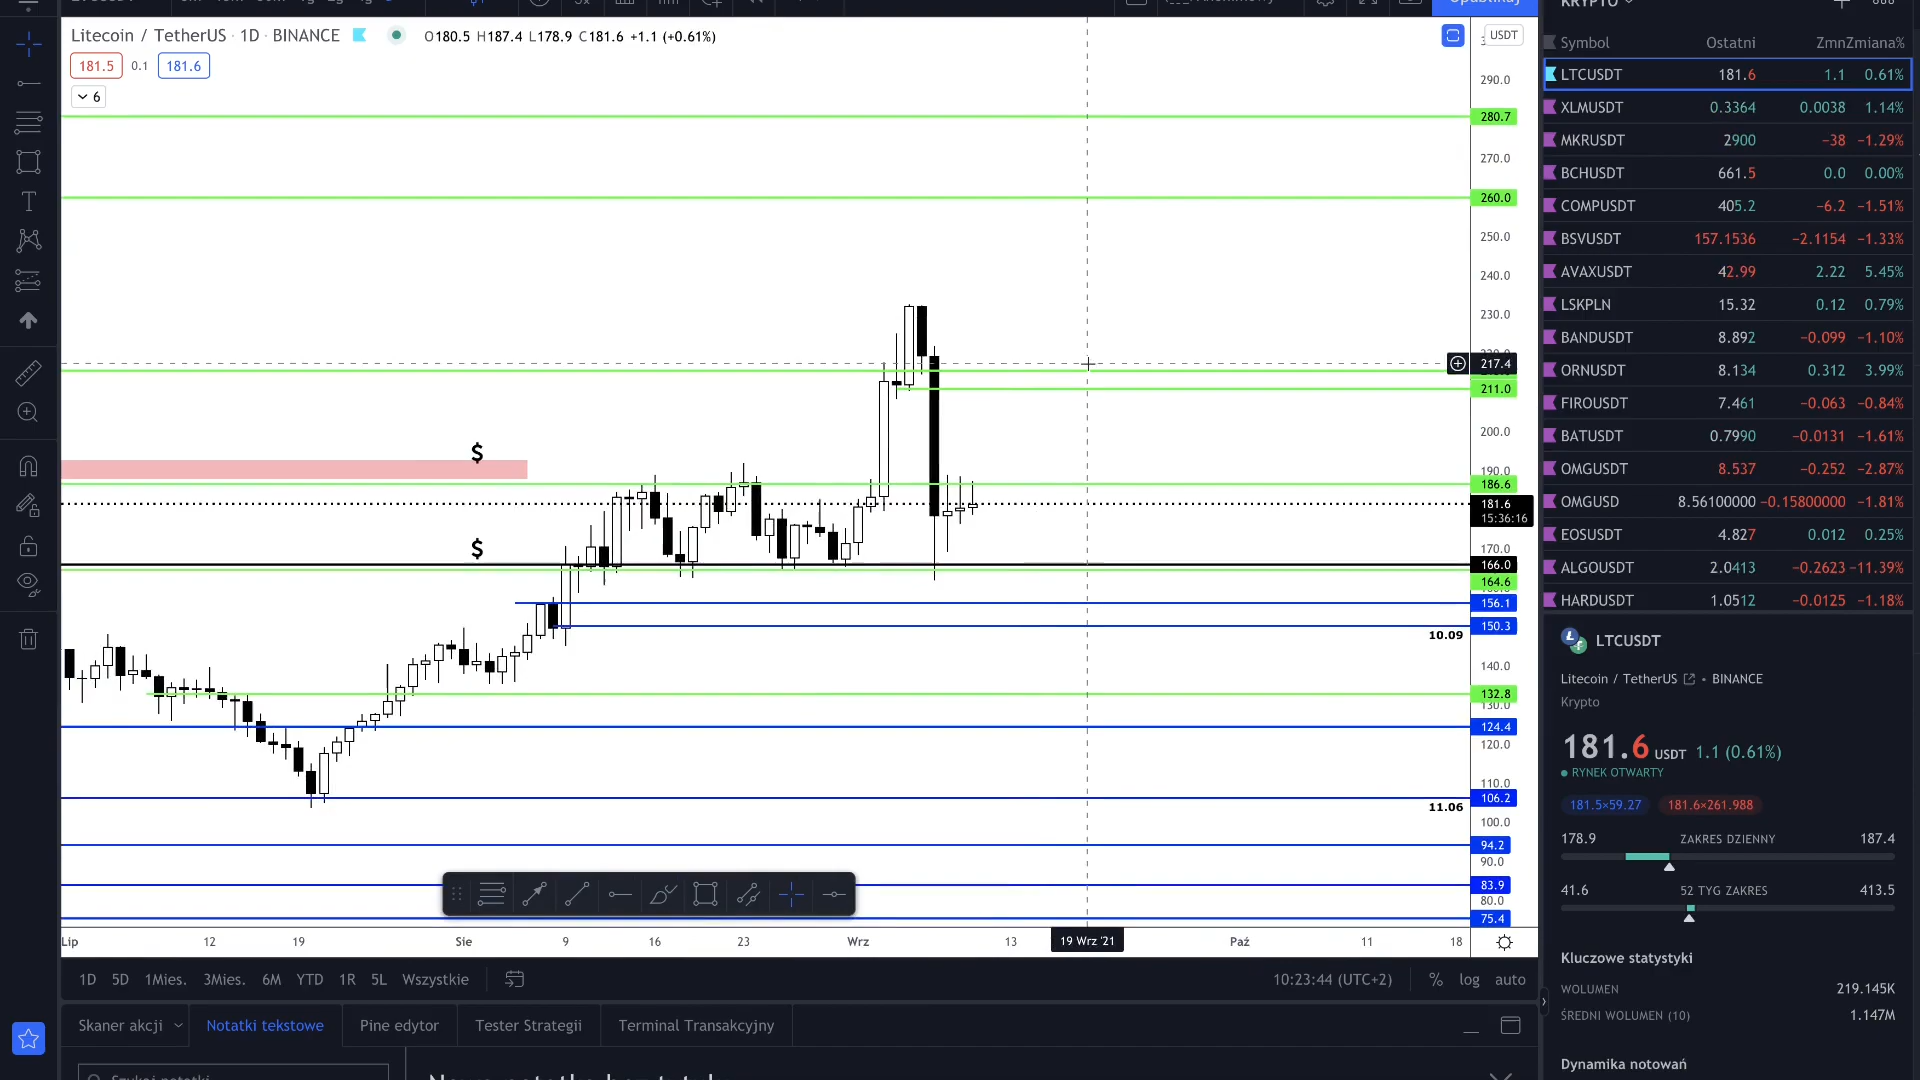 Litecoin / TetherUS · 1D · BINANCE
O180.5 H187.4 L178.9 C181.6 +1.1 (+0.61%)
181.5 0.1 181.6
6
USDT
290.0
280.7
270.0
260.0
250.0
240.0
230.0
217.4
211.0
200.0
190.0
186.6
181.6
15:36:16
170.0
166.0
164.6
156.1
150.3
10.09
140.0
132.8
130.0
124.4
120.0
110.0
106.2
11.06
100.0
94.2
90.0
83.9
80.0
75.4
$
$
Lip 12 19 Sie 9 16 23 Wrz 13 19 Wrz '21 Paź 11 18
1D 5D 1Mies. 3Mies. 6M YTD 1R 5L Wszystkie
10:23:44 (UTC+2) % log auto
Skaner akcji Notatki tekstowe Pine edytor Tester Strategii Terminal Transakcyjny
KRYPTO
Symbol Ostatni Zmn Zmiana%
LTCUSDT 181.6 1.1 0.61%
XLMUSDT 0.3364 0.0038 1.14%
MKRUSDT 2900 −38 −1.29%
BCHUSDT 661.5 0.0 0.00%
COMPUSDT 405.2 −6.2 −1.51%
BSVUSDT 157.1536 −2.1154 −1.33%
AVAXUSDT 42.99 2.22 5.45%
LSKPLN 15.32 0.12 0.79%
BANDUSDT 8.892 −0.099 −1.10%
ORNUSDT 8.134 0.312 3.99%
FIROUSDT 7.461 −0.063 −0.84%
BATUSDT 0.7990 −0.0131 −1.61%
OMGUSDT 8.537 −0.252 −2.87%
OMGUSD 8.56100000 −0.15800000 −1.81%
EOSUSDT 4.827 0.012 0.25%
ALGOUSDT 2.0413 −0.2623 −11.39%
HARDUSDT 1.0512 −0.0125 −1.18%
LTCUSDT
Litecoin / TetherUS • BINANCE
Krypto
181.6 USDT 1.1 (0.61%)
RYNEK OTWARTY
181.5×59.27 181.6×261.988
178.9 ZAKRES DZIENNY 187.4
41.6 52 TYG ZAKRES 413.5
Kluczowe statystyki
WOLUMEN 219.145K
ŚREDNI WOLUMEN (10) 1.147M
Dynamika notowań